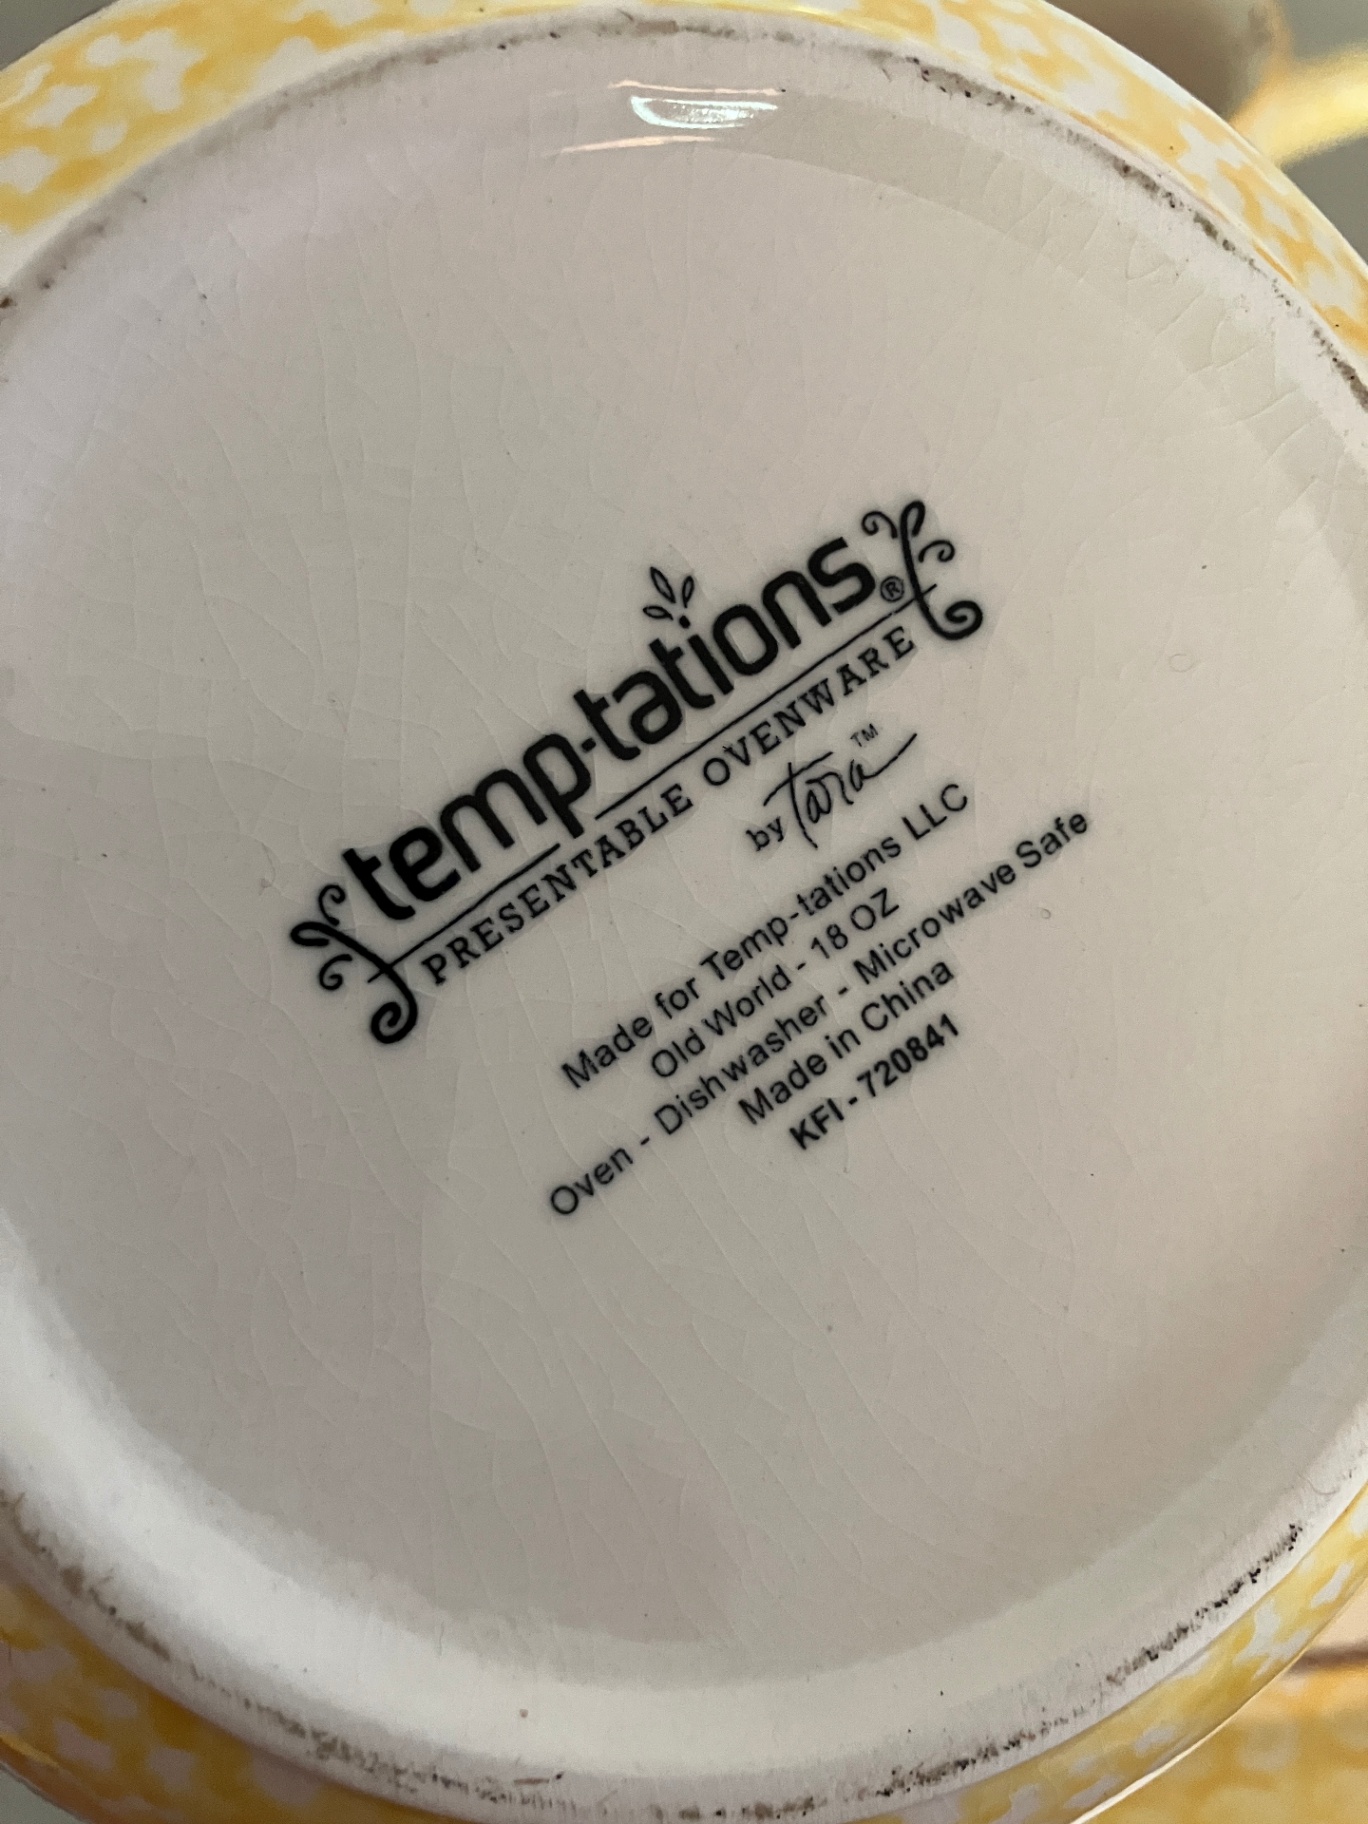 temp-tations®
PRESENTABLE OVENWARE
by Tara™
Made for Temp-tations LLC
Old World - 18 OZ
Oven - Dishwasher - Microwave Safe
Made in China
KFI - 720841